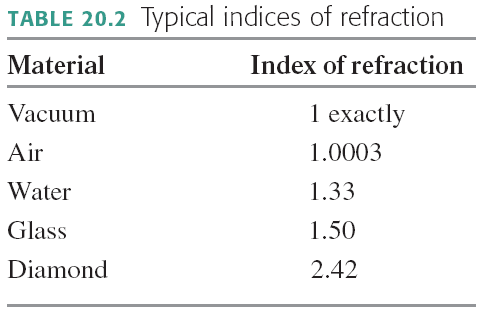 TABLE 20.2 Typical indices of refraction
Material Index of refraction
Vacuum 1 exactly
Air 1.0003
Water 1.33
Glass 1.50
Diamond 2.42